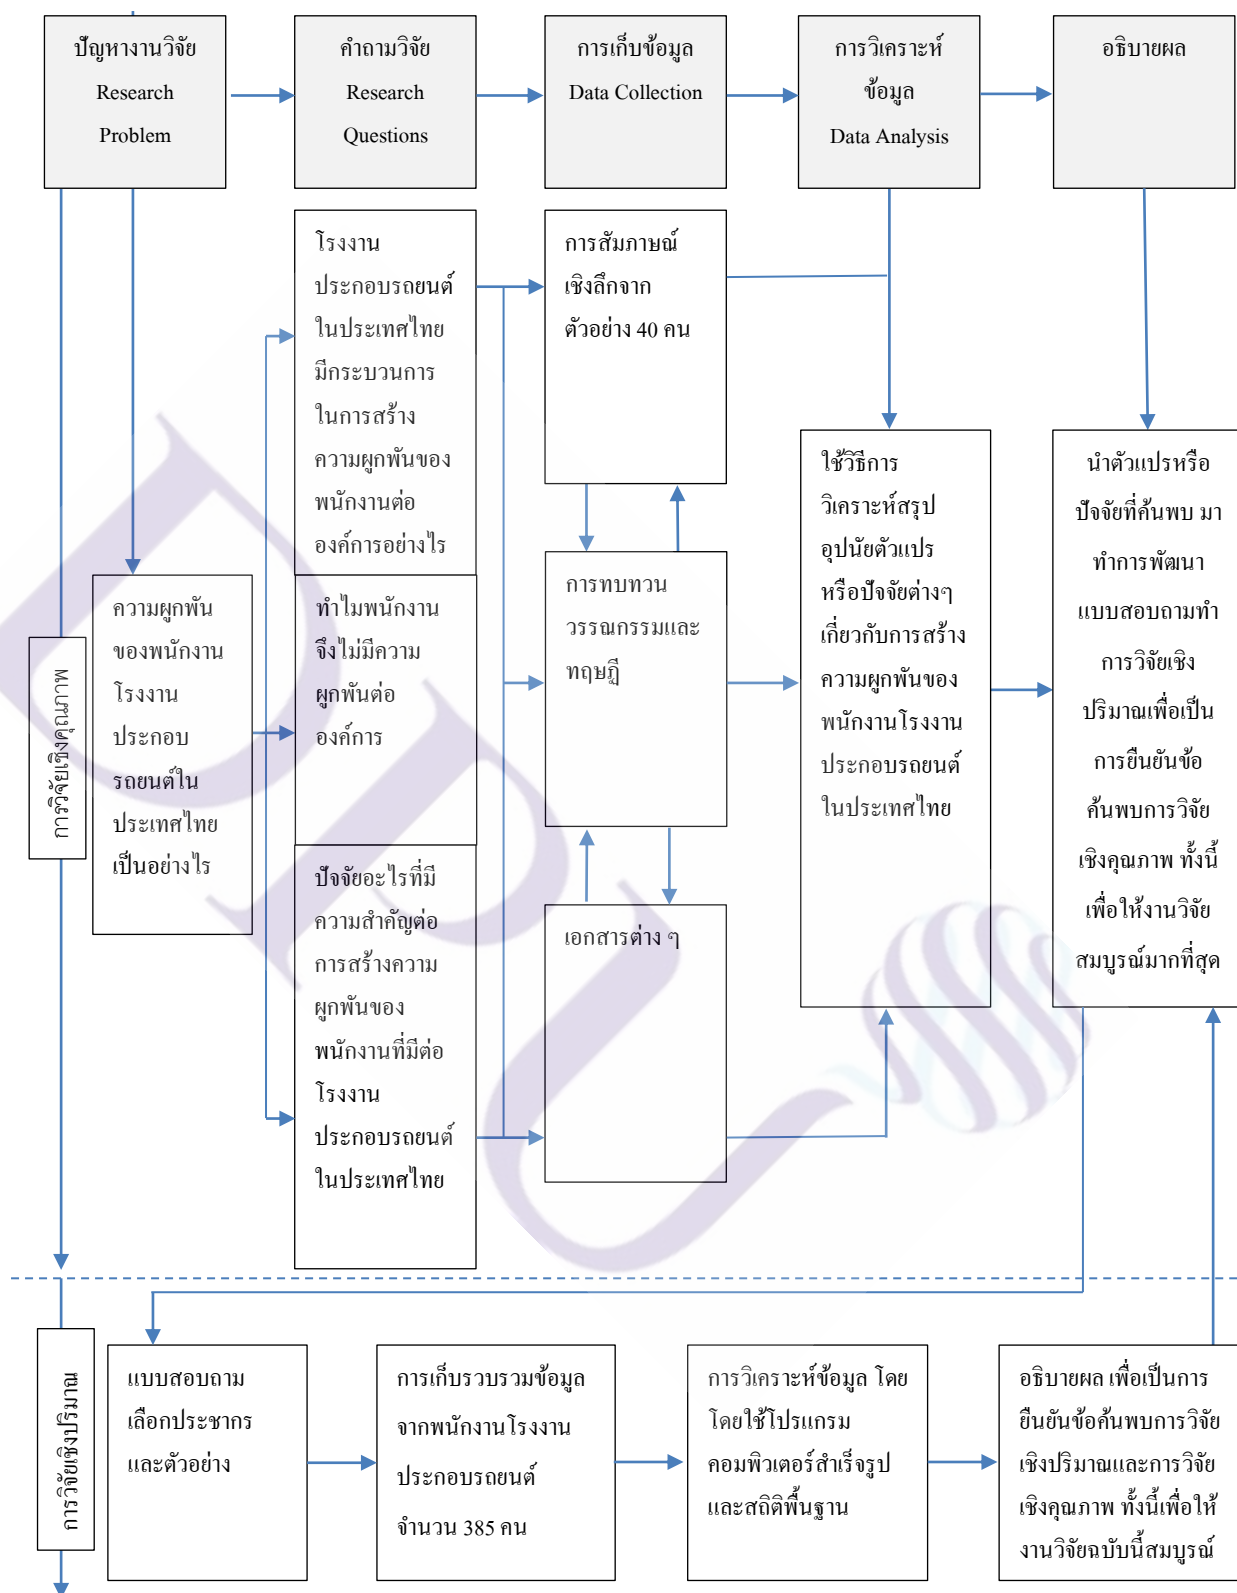 ปัญหางานวิจัย
Research
Problem
คำถามวิจัย
Research
Questions
การเก็บข้อมูล
Data Collection
การวิเคราะห์
ข้อมูล
Data Analysis
อธิบายผล
การวิจัยเชิงคุณภาพ
ความผูกพัน
ของพนักงาน
โรงงาน
ประกอบ
รถยนต์ใน
ประเทศไทย
เป็นอย่างไร
โรงงาน
ประกอบรถยนต์
ในประเทศไทย
มีกระบวนการ
ในการสร้าง
ความผูกพันของ
พนักงานต่อ
องค์การอย่างไร
ทำไมพนักงาน
จึงไม่มีความ
ผูกพันต่อ
องค์การ
ปัจจัยอะไรที่มี
ความสำคัญต่อ
การสร้างความ
ผูกพันของ
พนักงานที่มีต่อ
โรงงาน
ประกอบรถยนต์
ในประเทศไทย
การสัมภาษณ์
เชิงลึกจาก
ตัวอย่าง 40 คน
การทบทวน
วรรณกรรมและ
ทฤษฎี
เอกสารต่าง ๆ
ใช้วิธีการ
วิเคราะห์สรุป
อุปนัยตัวแปร
หรือปัจจัยต่างๆ
เกี่ยวกับการสร้าง
ความผูกพันของ
พนักงานโรงงาน
ประกอบรถยนต์
ในประเทศไทย
นำตัวแปรหรือ
ปัจจัยที่ค้นพบ มา
ทำการพัฒนา
แบบสอบถามทำ
การวิจัยเชิง
ปริมาณเพื่อเป็น
การยืนยันข้อ
ค้นพบการวิจัย
เชิงคุณภาพ ทั้งนี้
เพื่อให้งานวิจัย
สมบูรณ์มากที่สุด
การวิจัยเชิงปริมาณ
แบบสอบถาม
เลือกประชากร
และตัวอย่าง
การเก็บรวบรวมข้อมูล
จากพนักงานโรงงาน
ประกอบรถยนต์
จำนวน 385 คน
การวิเคราะห์ข้อมูล โดย
โดยใช้โปรแกรม
คอมพิวเตอร์สำเร็จรูป
และสถิติพื้นฐาน
อธิบายผล เพื่อเป็นการ
ยืนยันข้อค้นพบการวิจัย
เชิงปริมาณและการวิจัย
เชิงคุณภาพ ทั้งนี้เพื่อให้
งานวิจัยฉบับนี้สมบูรณ์
DPU